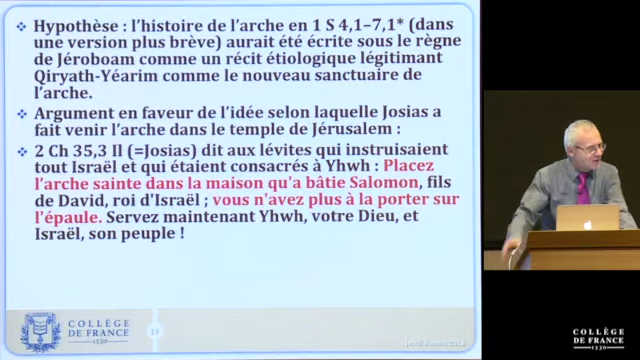 Hypothèse : l'histoire de l'arche en 1 S 4,1–7,1* (dans
une version plus brève) aurait été écrite sous le règne
de Jéroboam comme un récit étiologique légitimant
Qiryath-Yéarim comme le nouveau sanctuaire de
l'arche.
Argument en faveur de l'idée selon laquelle Josias a
fait venir l'arche dans le temple de Jérusalem :
2 Ch 35,3 Il (=Josias) dit aux lévites qui instruisaient
tout Israël et qui étaient consacrés à Yhwh : Placez
l'arche sainte dans la maison qu'a bâtie Salomon, fils
de David, roi d'Israël ; vous n'avez plus à la porter sur
l'épaule. Servez maintenant Yhwh, votre Dieu, et
Israël, son peuple !
COLLÈGE
DE FRANCE
1530
13
jeudi mars 2018
COLLÈGE
DE FRANCE
1530